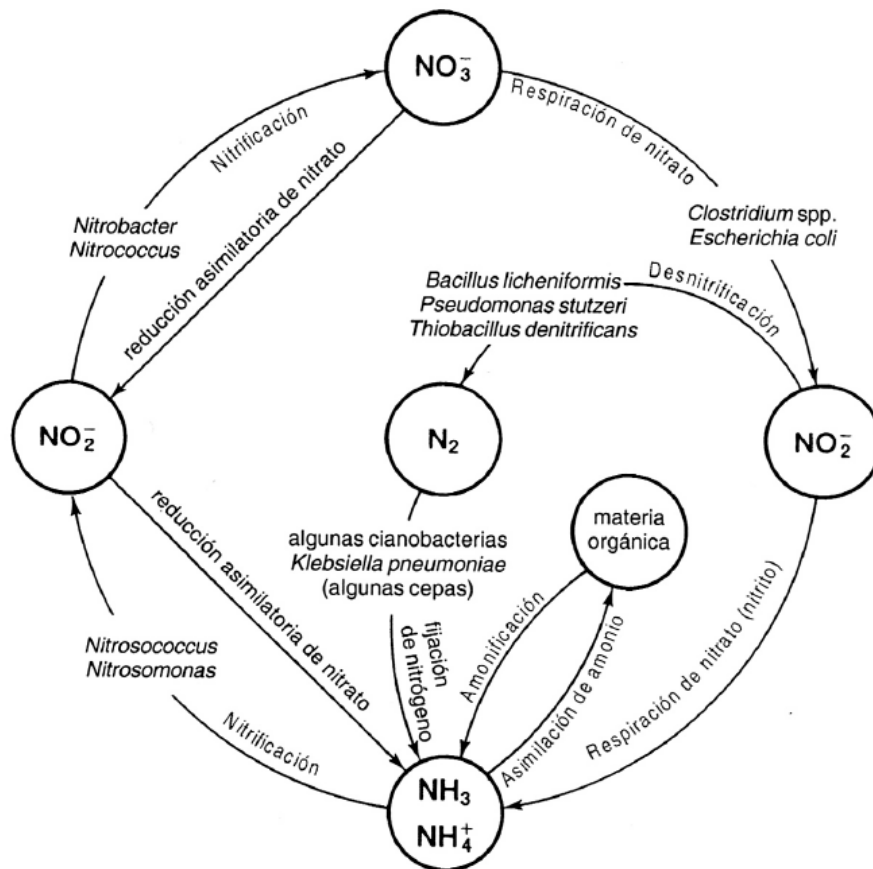 NO₃⁻
Nitrificación
Respiración de nitrato
reducción asimilatoria de nitrato
Nitrobacter
Nitrococcus
Clostridium spp.
Escherichia coli
Bacillus licheniformis
Pseudomonas stutzeri
Thiobacillus denitrificans
Desnitrificación
NO₂⁻
N₂
NO₂⁻
materia
orgánica
reducción asimilatoria de nitrato
algunas cianobacterias
Klebsiella pneumoniae
(algunas cepas)
fijación
de nitrógeno
Amonificación
Asimilación de amonio
Respiración de nitrato (nitrito)
Nitrosococcus
Nitrosomonas
Nitrificación
NH₃
NH₄⁺